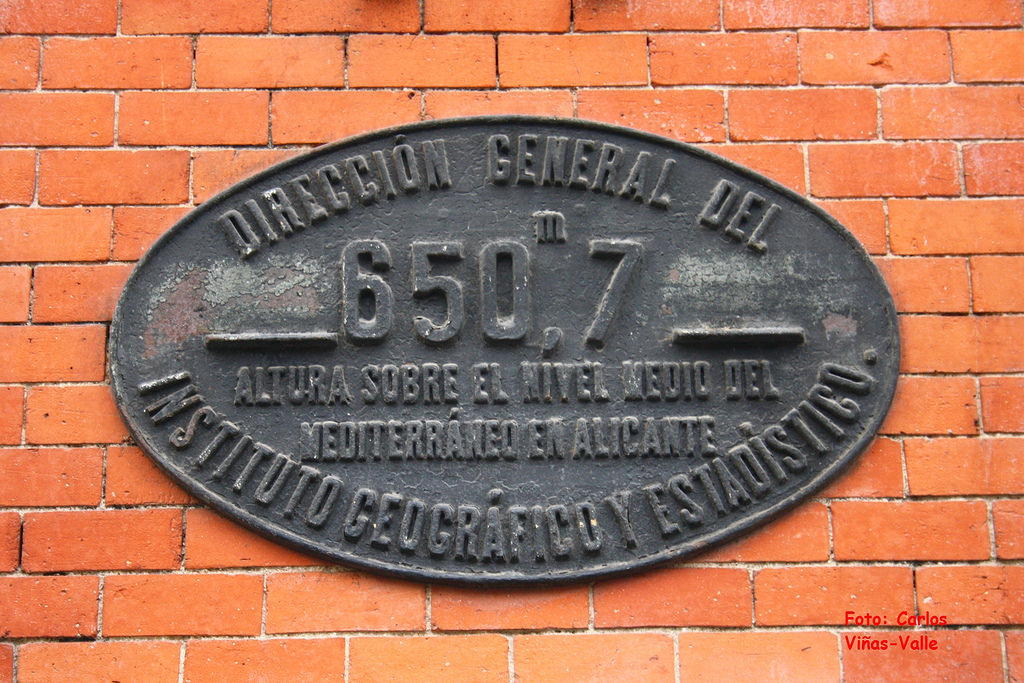 DIRECCIÓN GENERAL DEL
650,7m
ALTURA SOBRE EL NIVEL MEDIO DEL
MEDITERRÁNEO EN ALICANTE
INSTITUTO GEOGRÁFICO Y ESTADÍSTICO.
Foto: Carlos
Viñas-Valle